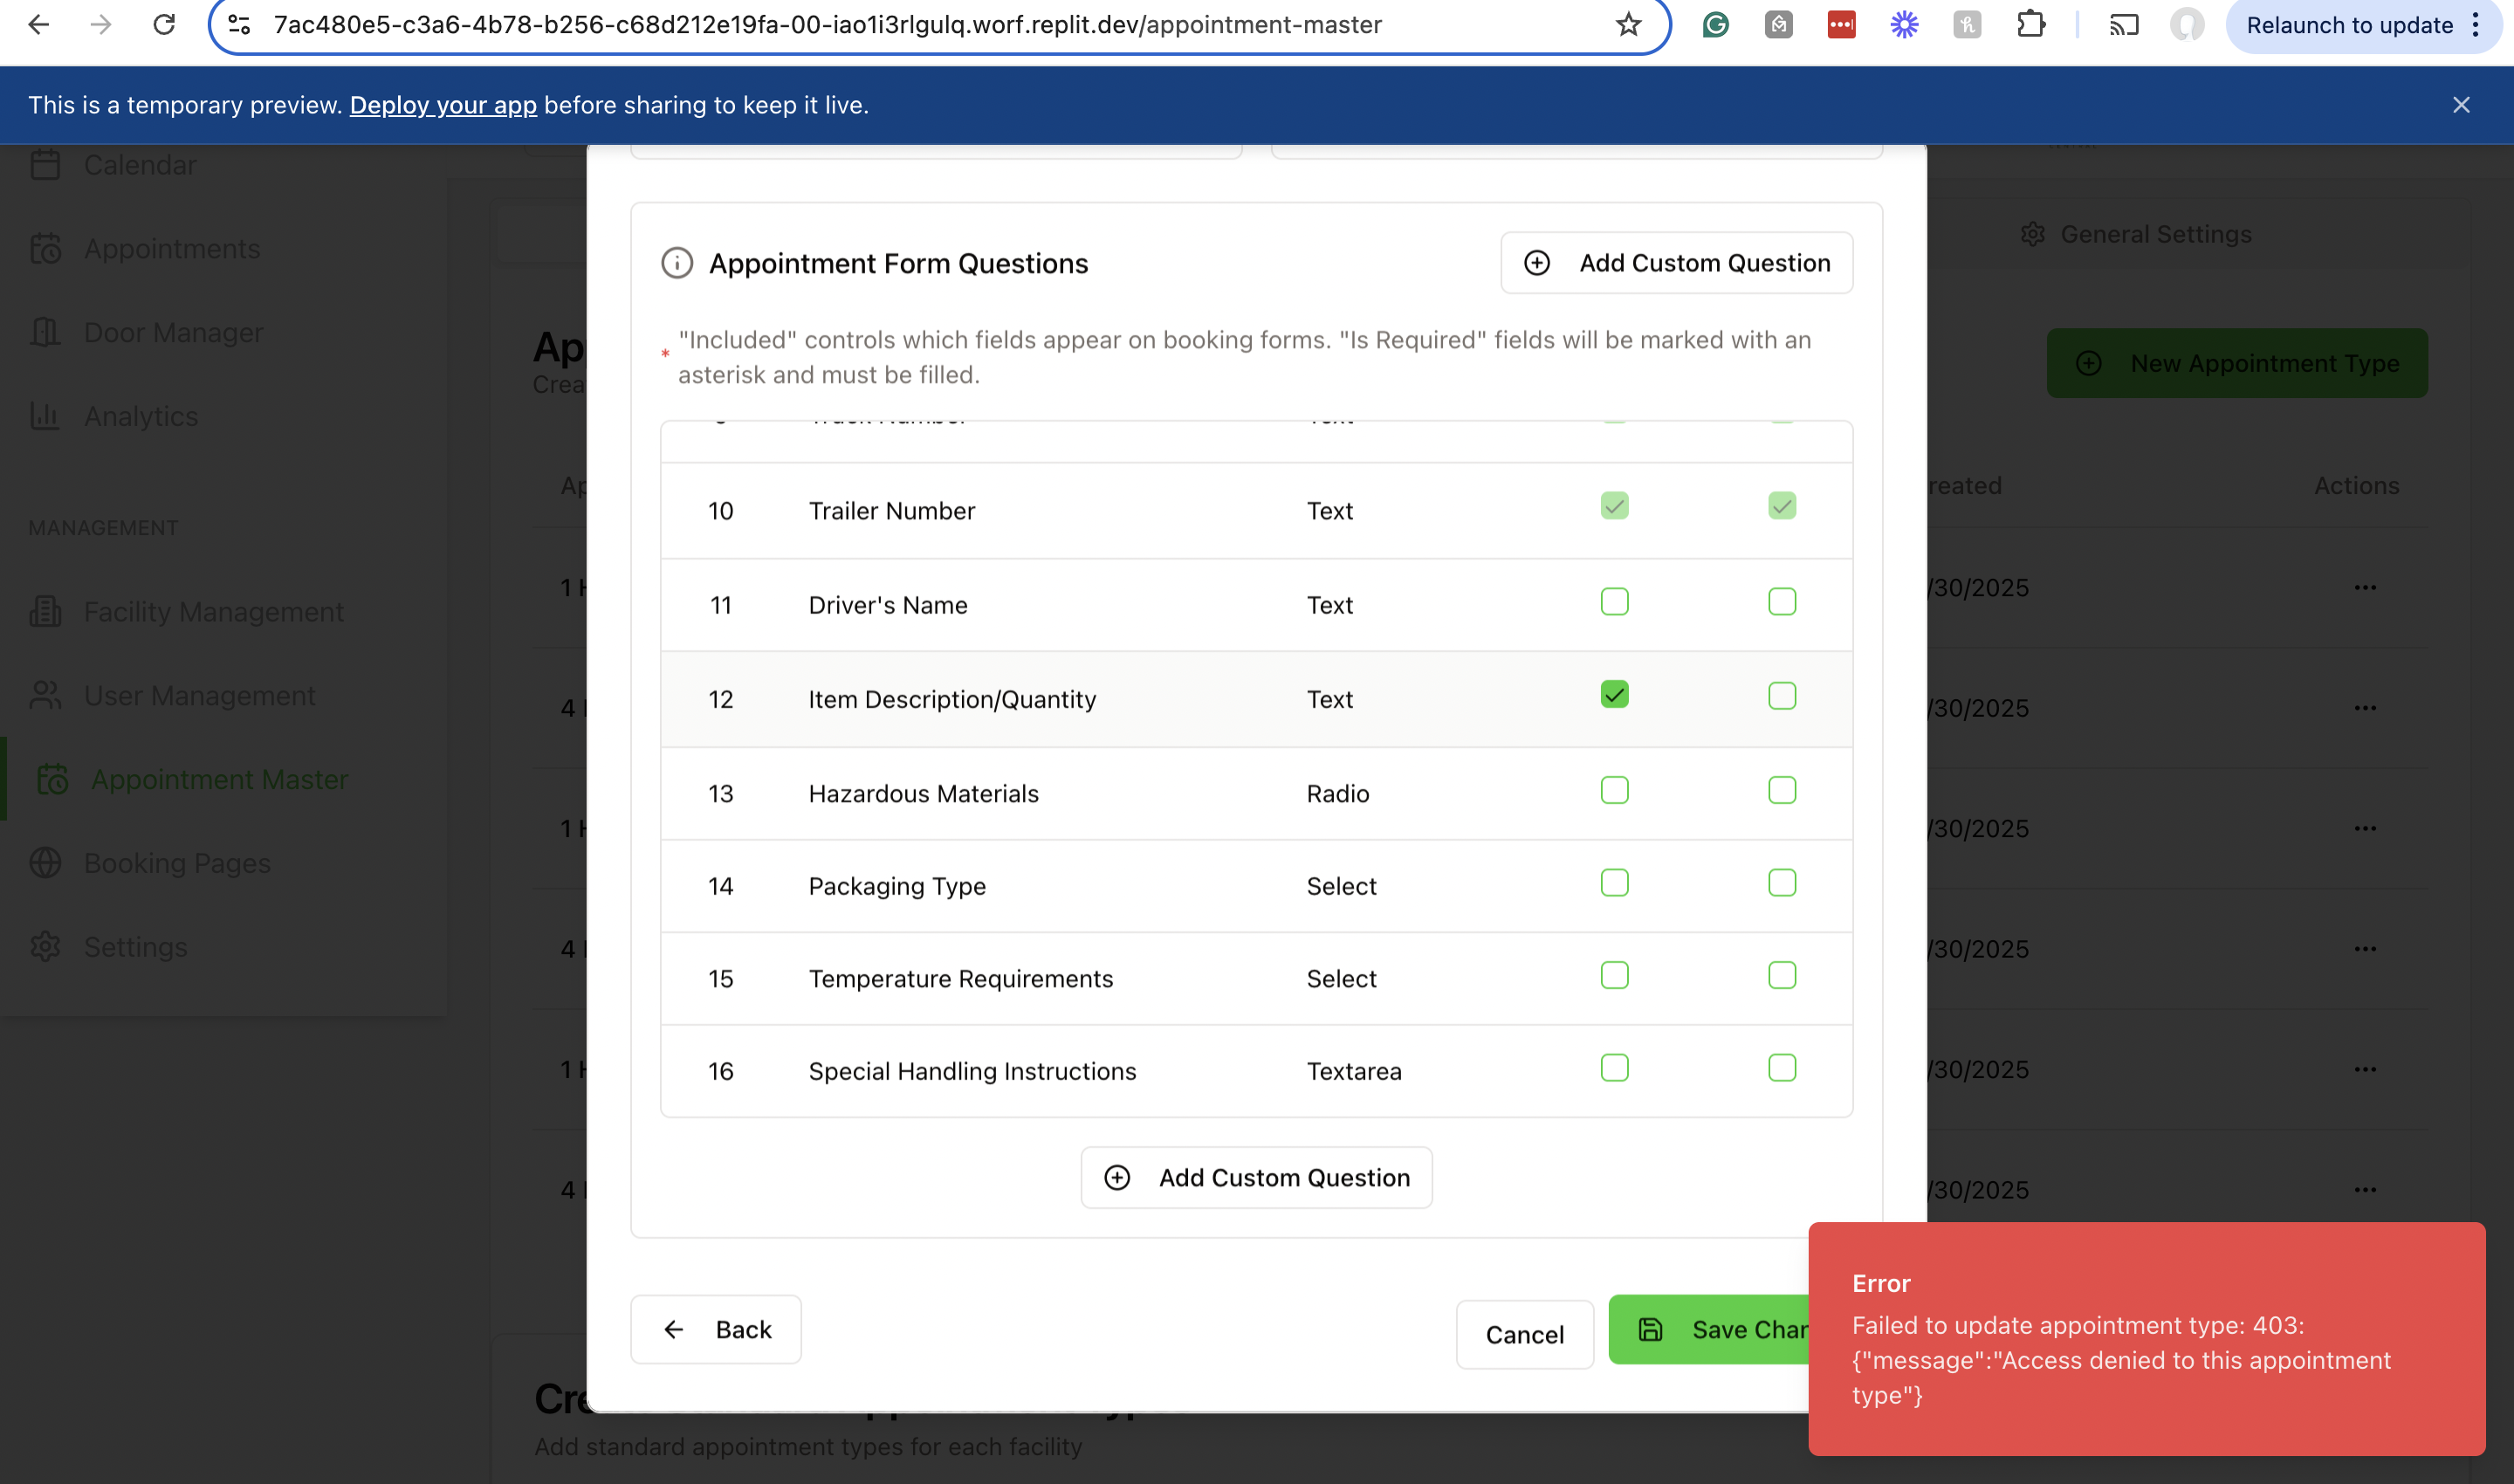 7ac480e5-c3a6-4b78-b256-c68d212e19fa-00-iao1i3rlgulq.worf.replit.dev/appointment-master
Relaunch to update
This is a temporary preview. Deploy your app before sharing to keep it live.
Calendar
Appointments
Door Manager
Analytics
MANAGEMENT
Facility Management
User Management
Appointment Master
Booking Pages
Settings
General Settings
Ap
Crea
New Appointment Type
Ap
reated
Actions
1 H
/30/2025
4
/30/2025
1 H
/30/2025
4
/30/2025
1 H
/30/2025
4
/30/2025
Appointment Form Questions
Add Custom Question
* "Included" controls which fields appear on booking forms. "Is Required" fields will be marked with an
asterisk and must be filled.
Truck Number Text
10 Trailer Number Text
11 Driver's Name Text
12 Item Description/Quantity Text
13 Hazardous Materials Radio
14 Packaging Type Select
15 Temperature Requirements Select
16 Special Handling Instructions Textarea
Add Custom Question
Back
Cancel
Save Char
Cre
Add standard appointment types for each facility
Error
Failed to update appointment type: 403:
{"message":"Access denied to this appointment
type"}